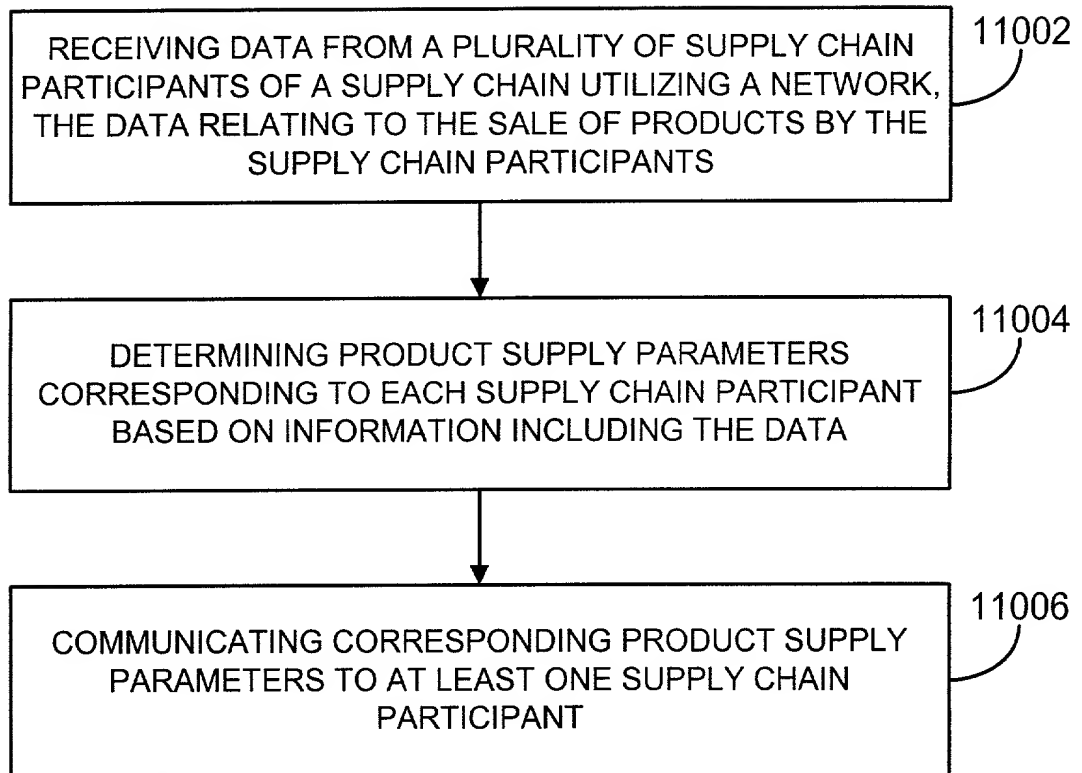 RECEIVING DATA FROM A PLURALITY OF SUPPLY CHAIN
PARTICIPANTS OF A SUPPLY CHAIN UTILIZING A NETWORK,
THE DATA RELATING TO THE SALE OF PRODUCTS BY THE
SUPPLY CHAIN PARTICIPANTS
11002
DETERMINING PRODUCT SUPPLY PARAMETERS
CORRESPONDING TO EACH SUPPLY CHAIN PARTICIPANT
BASED ON INFORMATION INCLUDING THE DATA
11004
COMMUNICATING CORRESPONDING PRODUCT SUPPLY
PARAMETERS TO AT LEAST ONE SUPPLY CHAIN
PARTICIPANT
11006